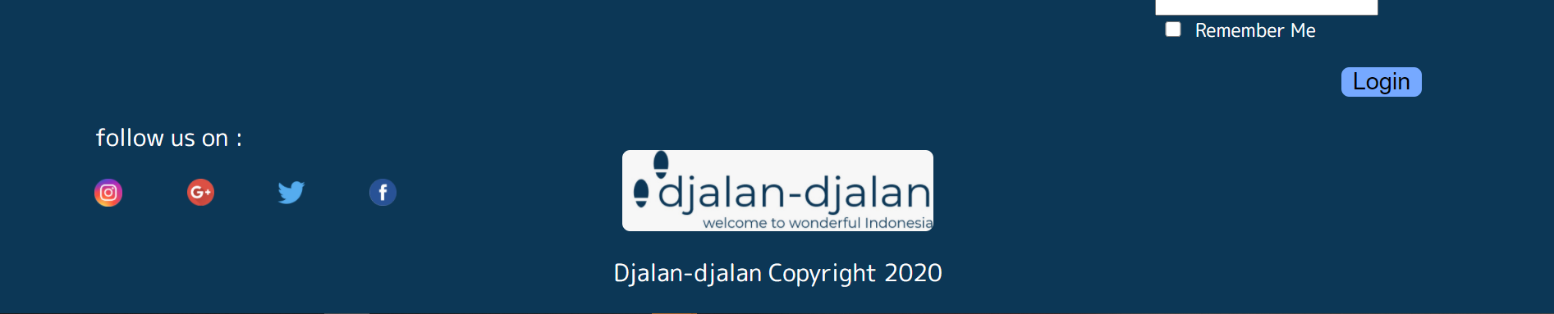 Remember Me
Login
follow us on :
G+
djalan-djalan
welcome to wonderful Indonesia
Djalan-djalan Copyright 2020